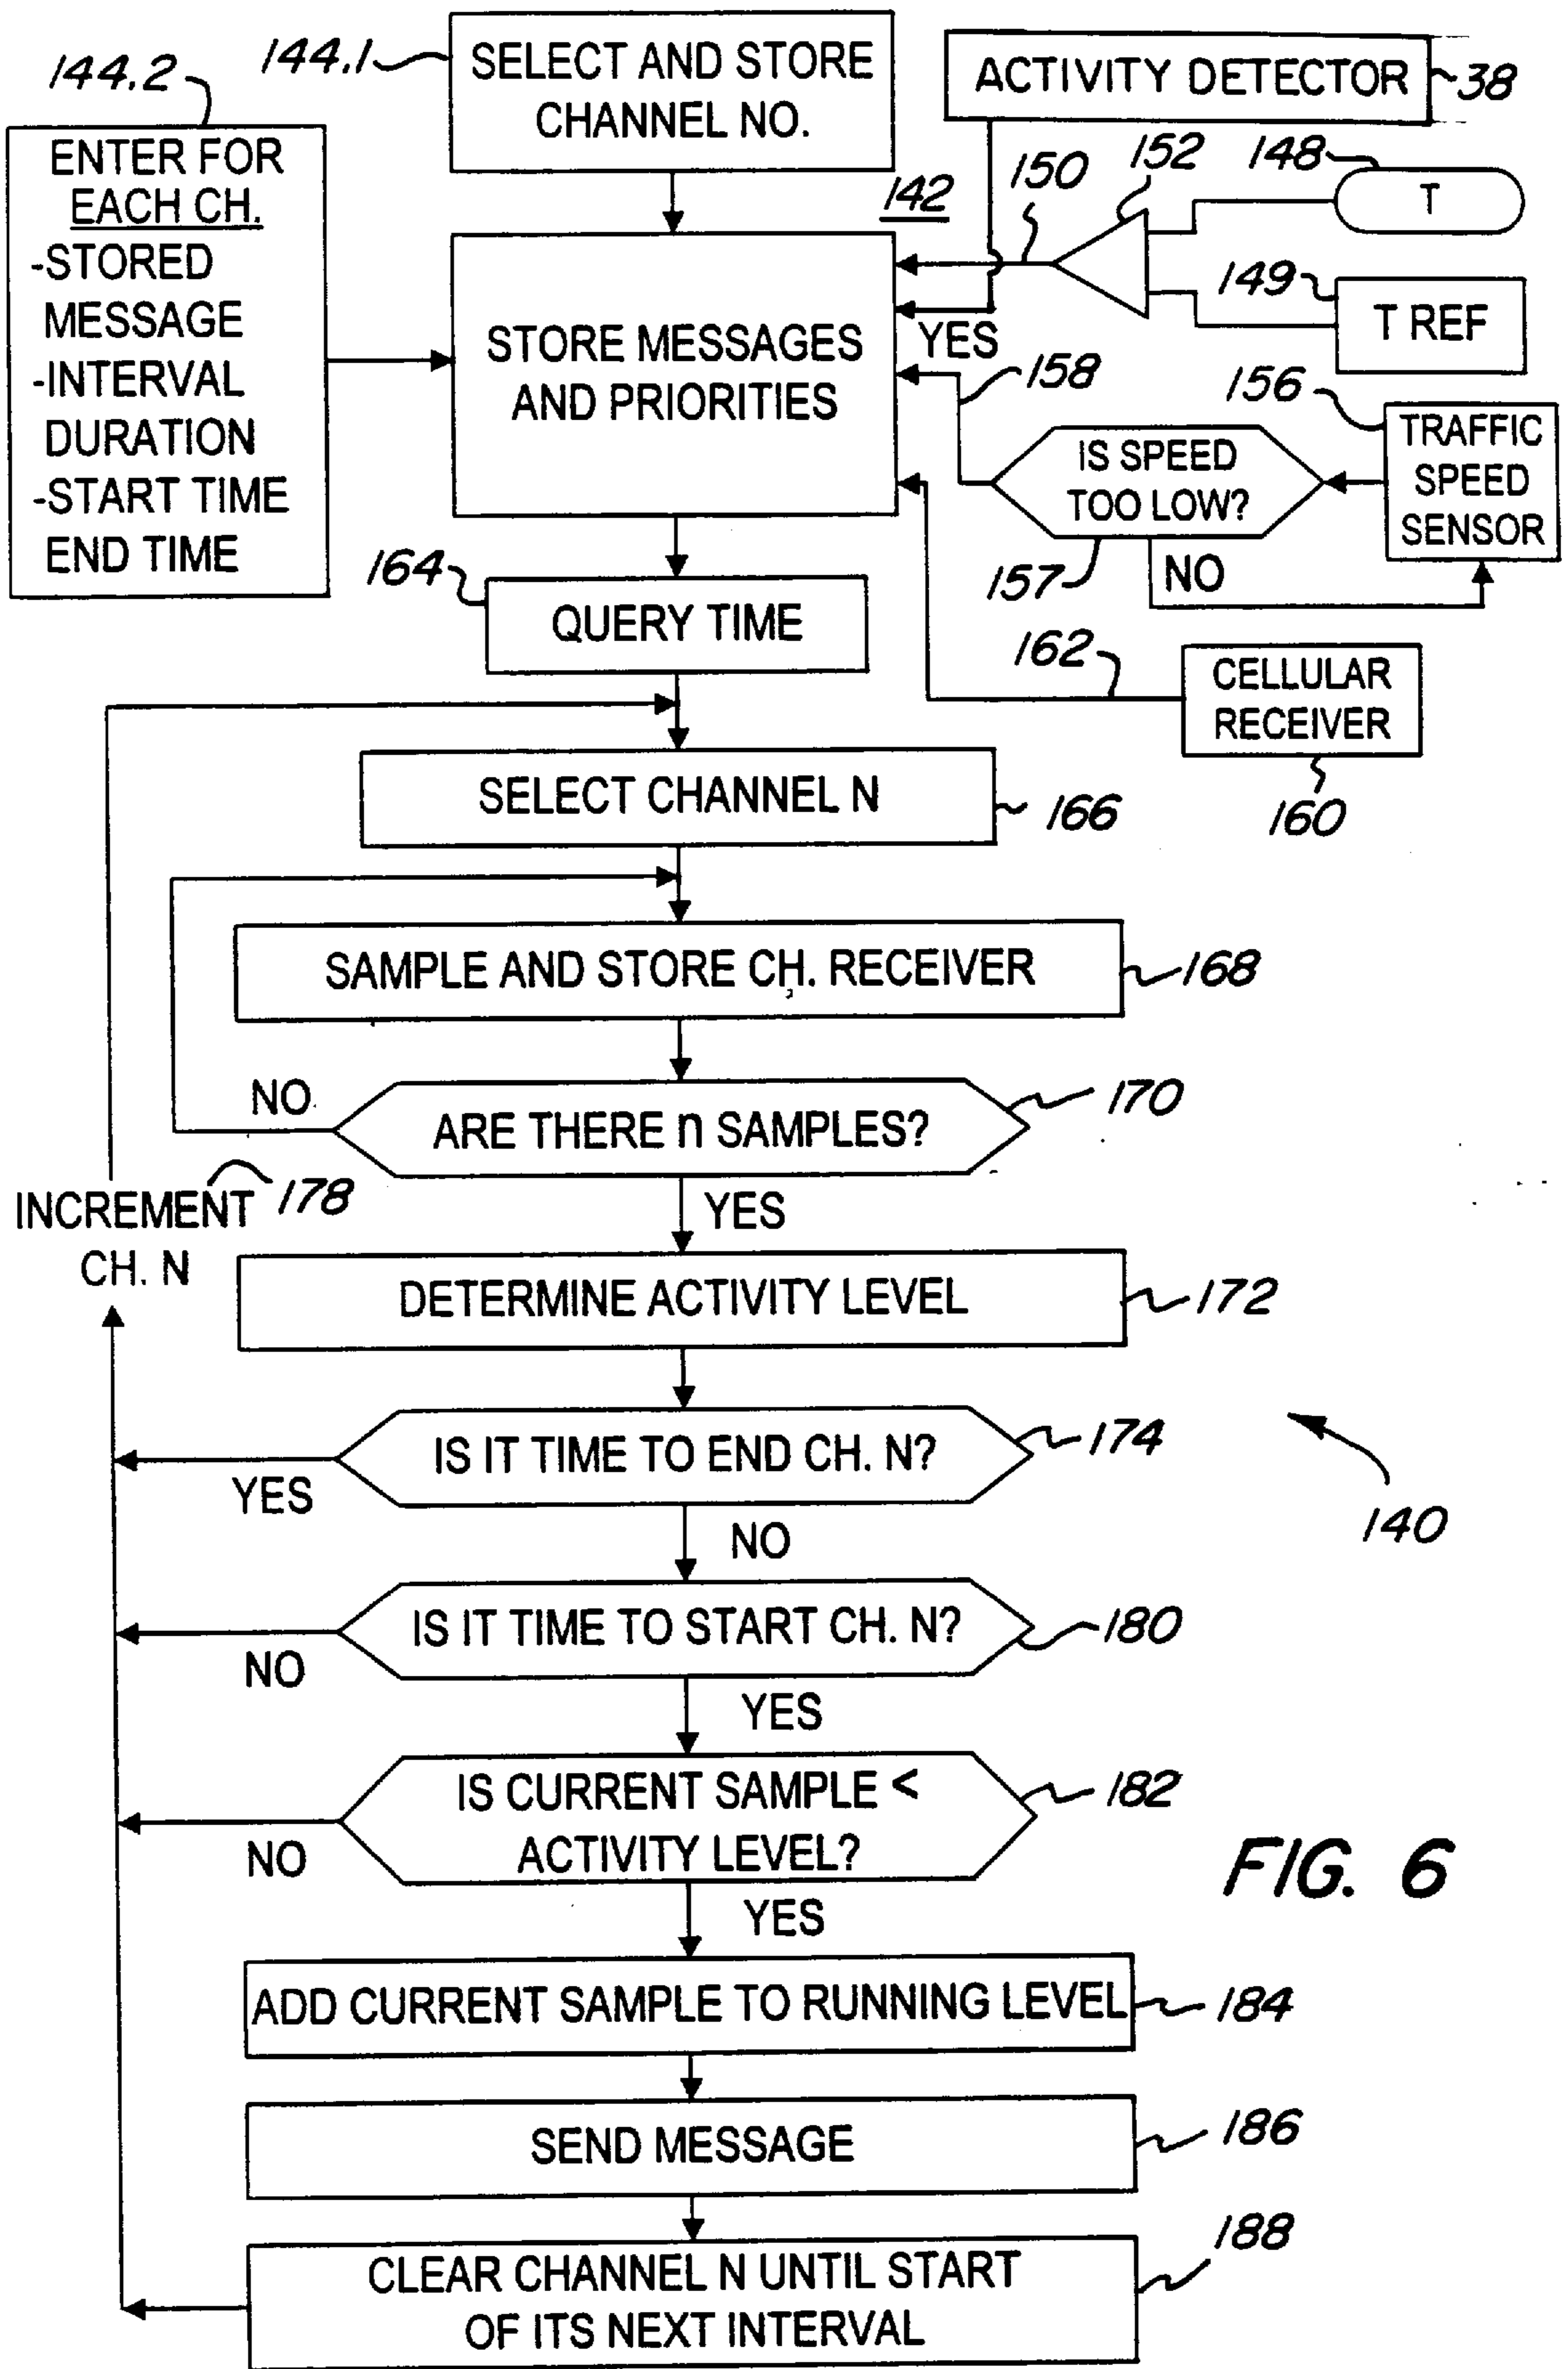 144.2
144.1
SELECT AND STORE
CHANNEL NO.
ACTIVITY DETECTOR
38
ENTER FOR
EACH CH.
-STORED
MESSAGE
-INTERVAL
DURATION
-START TIME
END TIME
142
150
152
148
T
149
T REF
STORE MESSAGES
AND PRIORITIES
YES
158
156
IS SPEED
TOO LOW?
TRAFFIC
SPEED
SENSOR
157
NO
164
QUERY TIME
162
CELLULAR
RECEIVER
160
SELECT CHANNEL N
166
SAMPLE AND STORE CH. RECEIVER
168
NO
ARE THERE n SAMPLES?
170
INCREMENT
CH. N
178
YES
DETERMINE ACTIVITY LEVEL
172
IS IT TIME TO END CH. N?
174
YES
NO
140
IS IT TIME TO START CH. N?
180
NO
YES
IS CURRENT SAMPLE <
ACTIVITY LEVEL?
182
NO
YES
FIG. 6
ADD CURRENT SAMPLE TO RUNNING LEVEL
184
SEND MESSAGE
186
CLEAR CHANNEL N UNTIL START
OF ITS NEXT INTERVAL
188